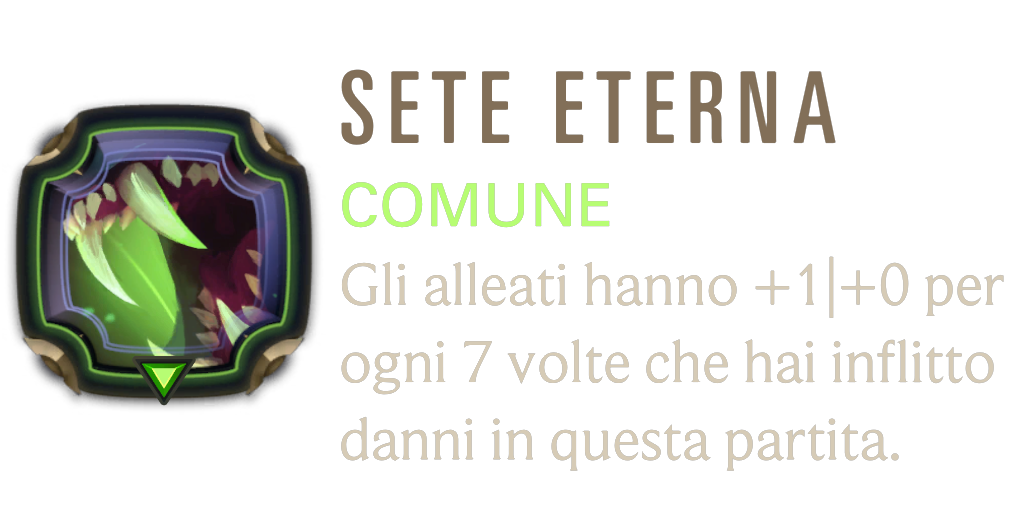 SETE ETERNA
COMUNE
Gli alleati hanno +1|+0 per
ogni 7 volte che hai inflitto
danni in questa partita.